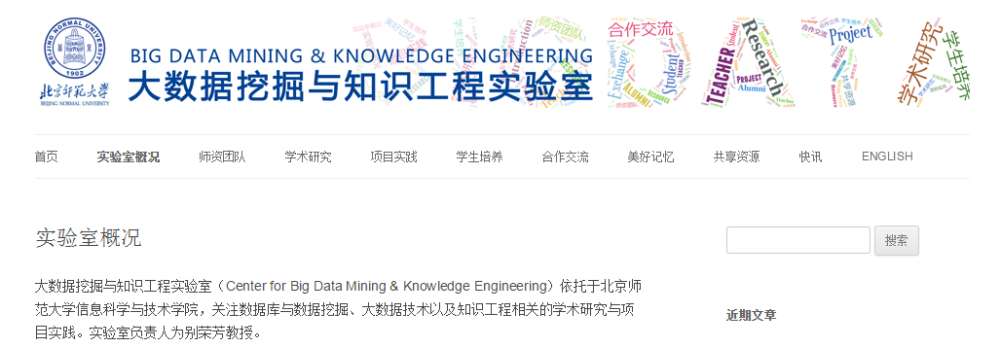 BEIJING NORMAL UNIVERSITY
1902
北京师范大学
BEIJING NORMAL UNIVERSITY
BIG DATA MINING & KNOWLEDGE ENGINEERING
大数据挖掘与知识工程实验室
师资团队
合作交流
Exchange
ALUMNI
Student
TEACHER
PROJECT
Alumni
Research
Project
学术研究
学生培养
首页 实验室概况 师资团队 学术研究 项目实践 学生培养 合作交流 美好记忆 共享资源 快讯 ENGLISH
实验室概况
搜索
大数据挖掘与知识工程实验室（Center for Big Data Mining & Knowledge Engineering）依托于北京师
范大学信息科学与技术学院，关注数据库与数据挖掘、大数据技术以及知识工程相关的学术研究与项
目实践。实验室负责人为别荣芳教授。
近期文章